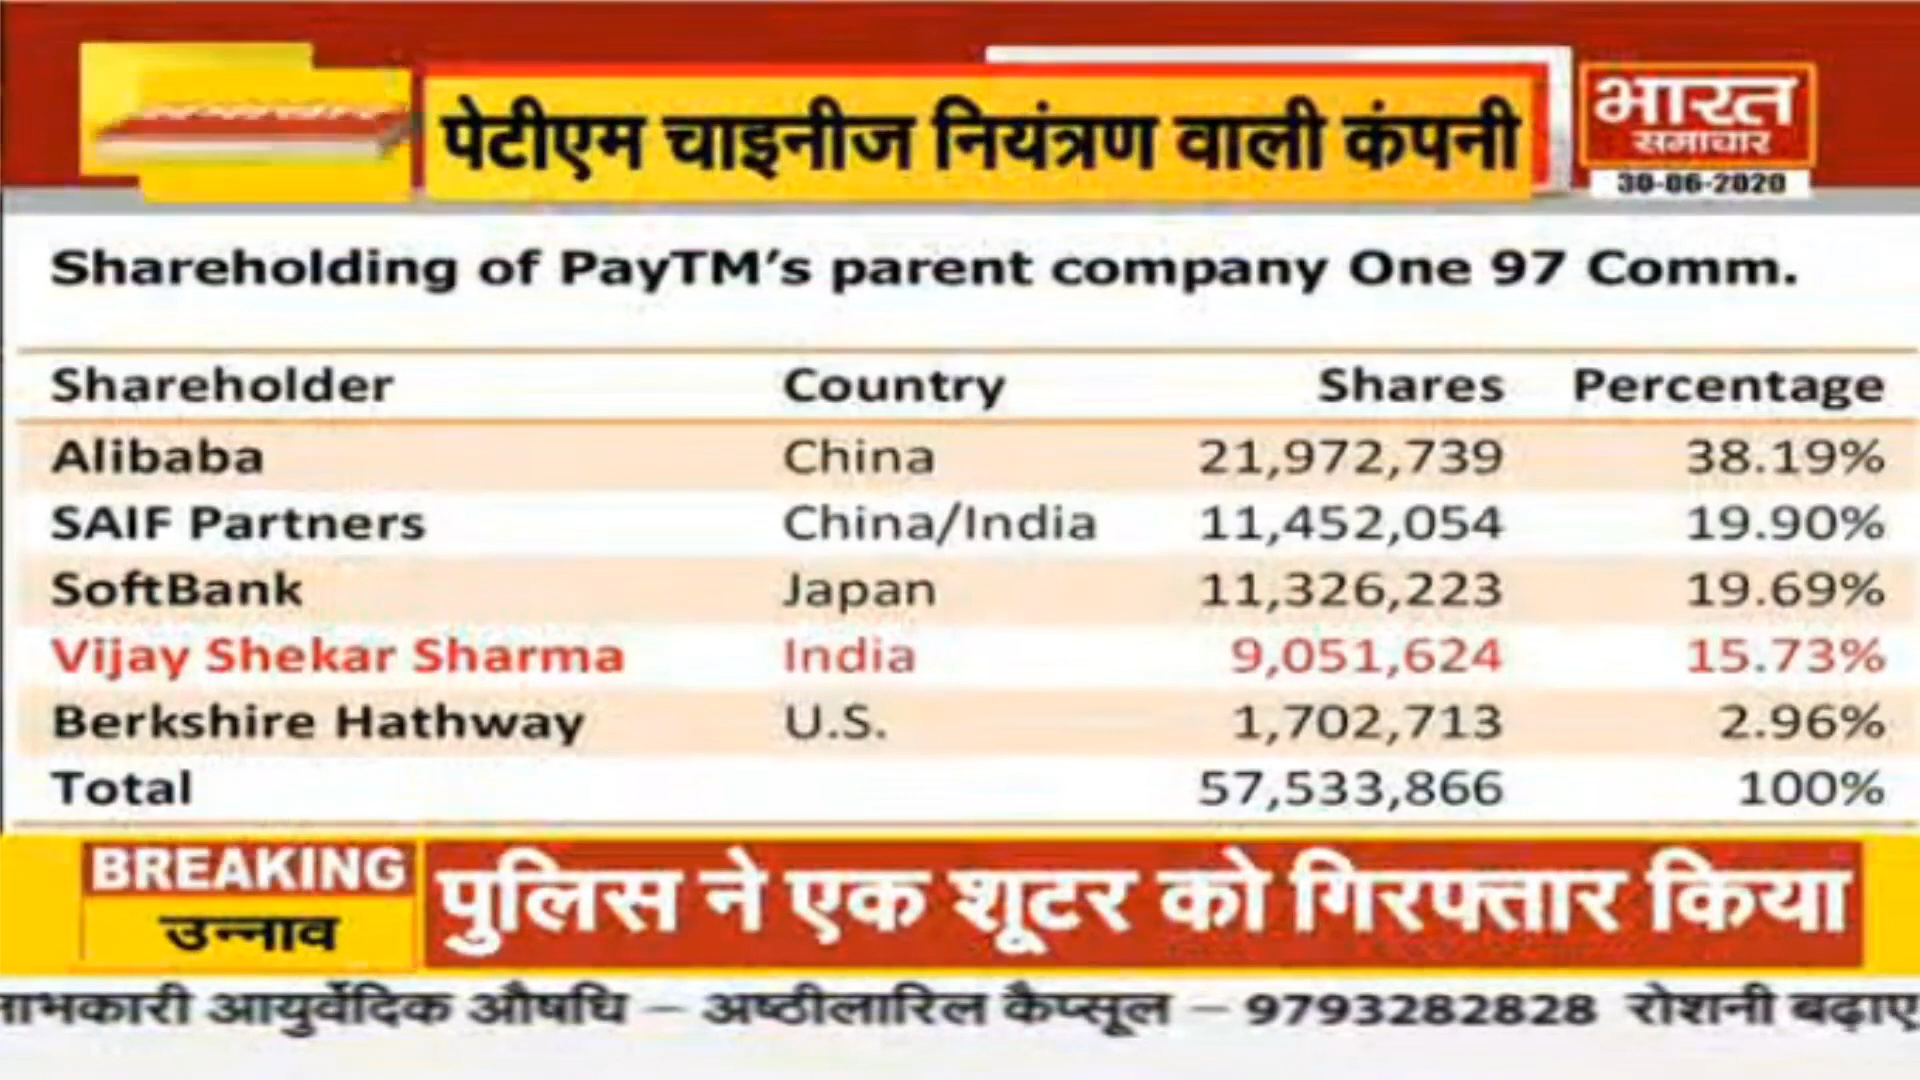 पेटीएम चाइनीज नियंत्रण वाली कंपनी
भारत
समाचार
30-06-2020
Shareholding of PayTM's parent company One 97 Comm.
Shareholder Country Shares Percentage
Alibaba China 21,972,739 38.19%
SAIF Partners China/India 11,452,054 19.90%
SoftBank Japan 11,326,223 19.69%
Vijay Shekar Sharma India 9,051,624 15.73%
Berkshire Hathway U.S. 1,702,713 2.96%
Total 57,533,866 100%
BREAKING
उन्नाव
पुलिस ने एक शूटर को गिरफ्तार किया
आयुर्वेदिक औषधि – अष्ठीलारिल कैप्सूल – 9793282828 रोशनी बढ़ाए